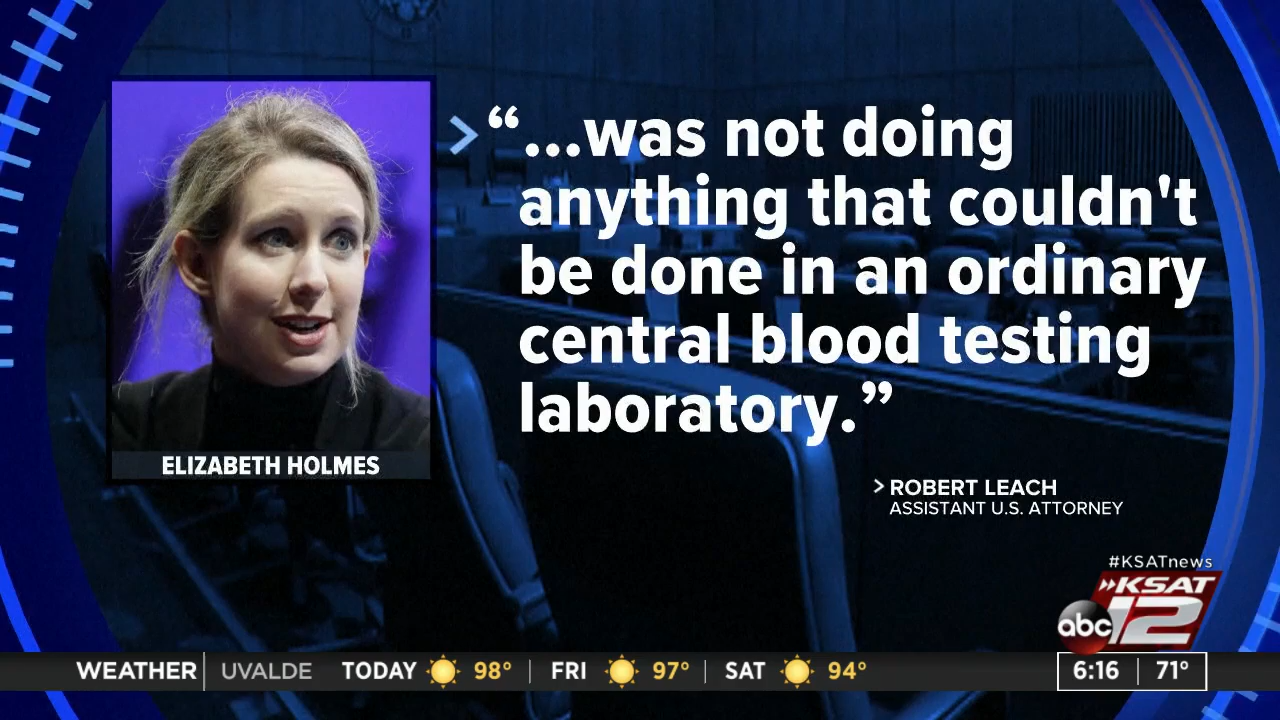 “...was not doing
anything that couldn't
be done in an ordinary
central blood testing
laboratory.”
ELIZABETH HOLMES
> ROBERT LEACH
ASSISTANT U.S. ATTORNEY
#KSATnews
KSAT
abc 12
WEATHER UVALDE TODAY 98° FRI 97° SAT 94° 6:16 71°